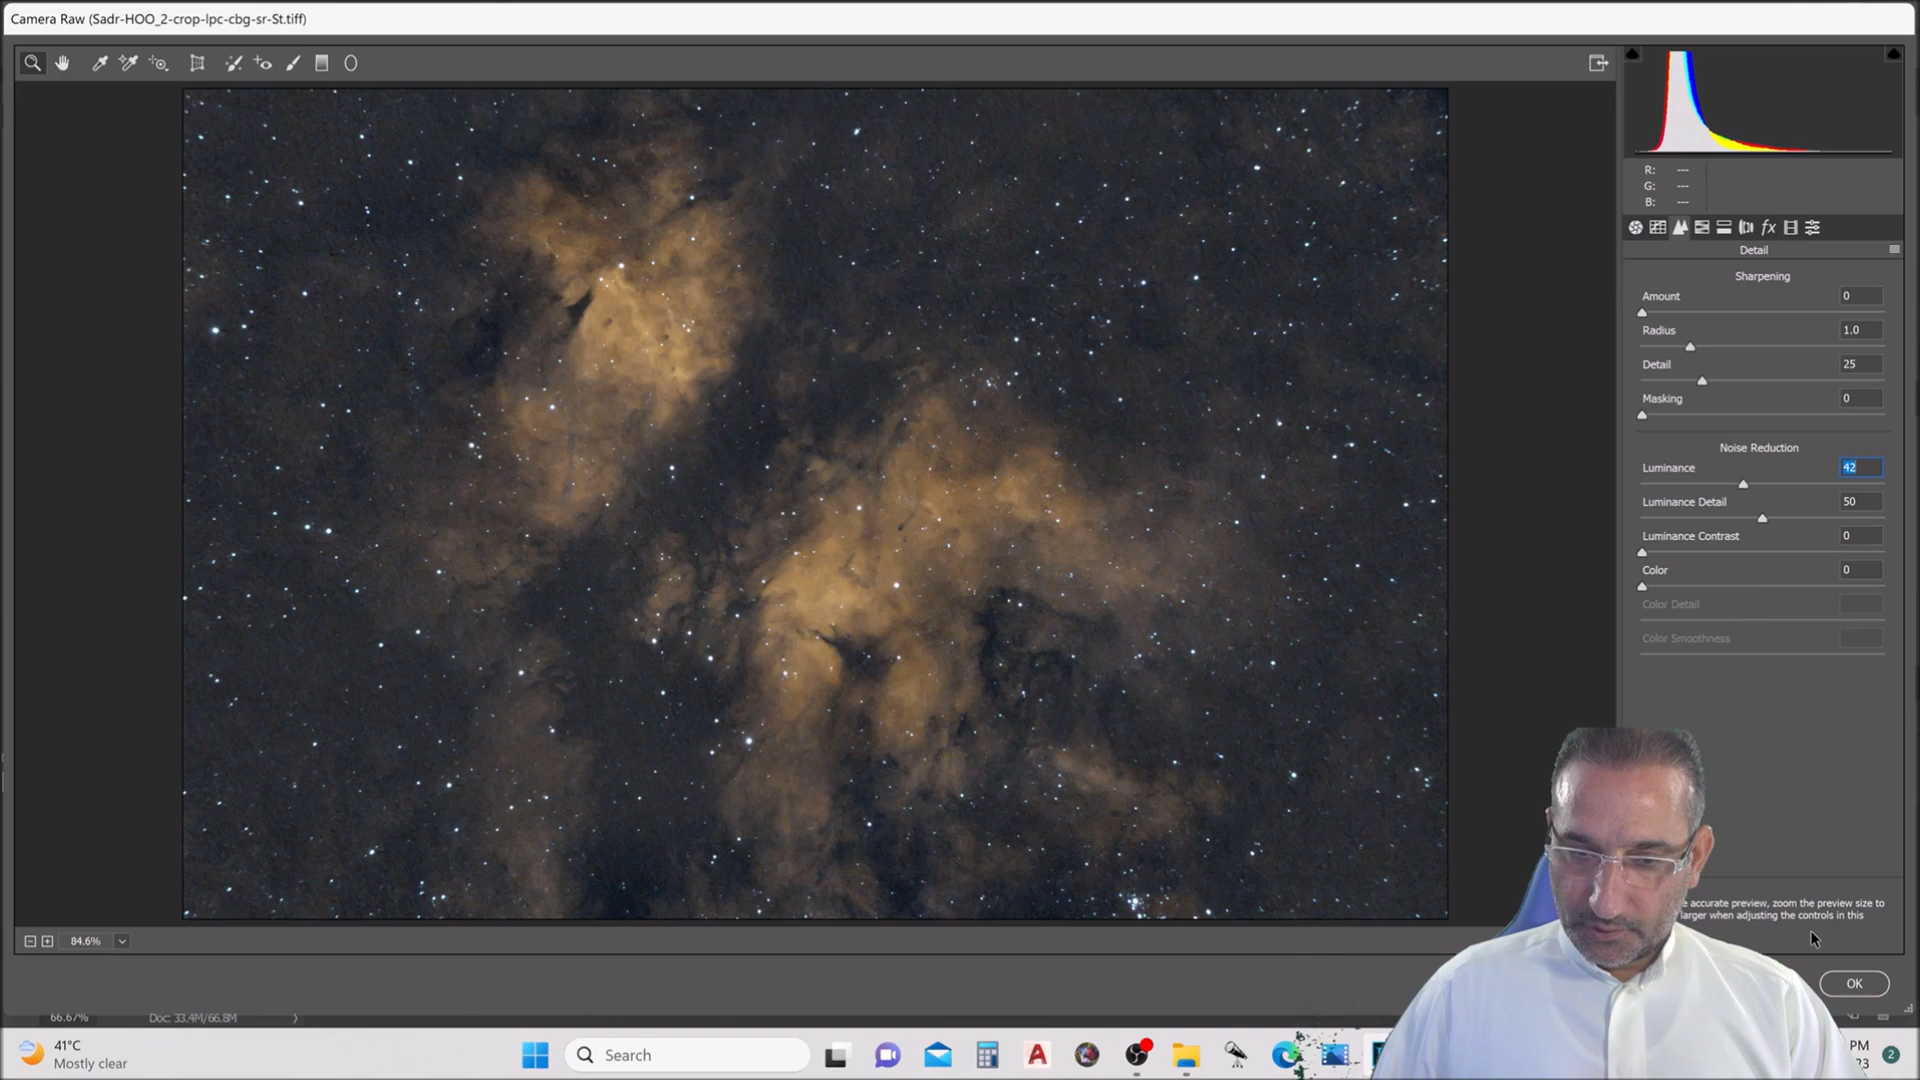 Camera Raw (Sadr-HOO_2-crop-lpc-cbg-sr-St.tiff)
R: ---
G: ---
B: ---
fx
Detail
Sharpening
Amount 0
Radius 1.0
Detail 25
Masking 0
Noise Reduction
Luminance 42
Luminance Detail 50
Luminance Contrast 0
Color 0
Color Detail
Color Smoothness
accurate preview, zoom the preview size to
larger when adjusting the controls in this
84.6%
OK
66.67% Doc: 33.4M/66.8M
41°C
Mostly clear
Search
A
PM
23
2